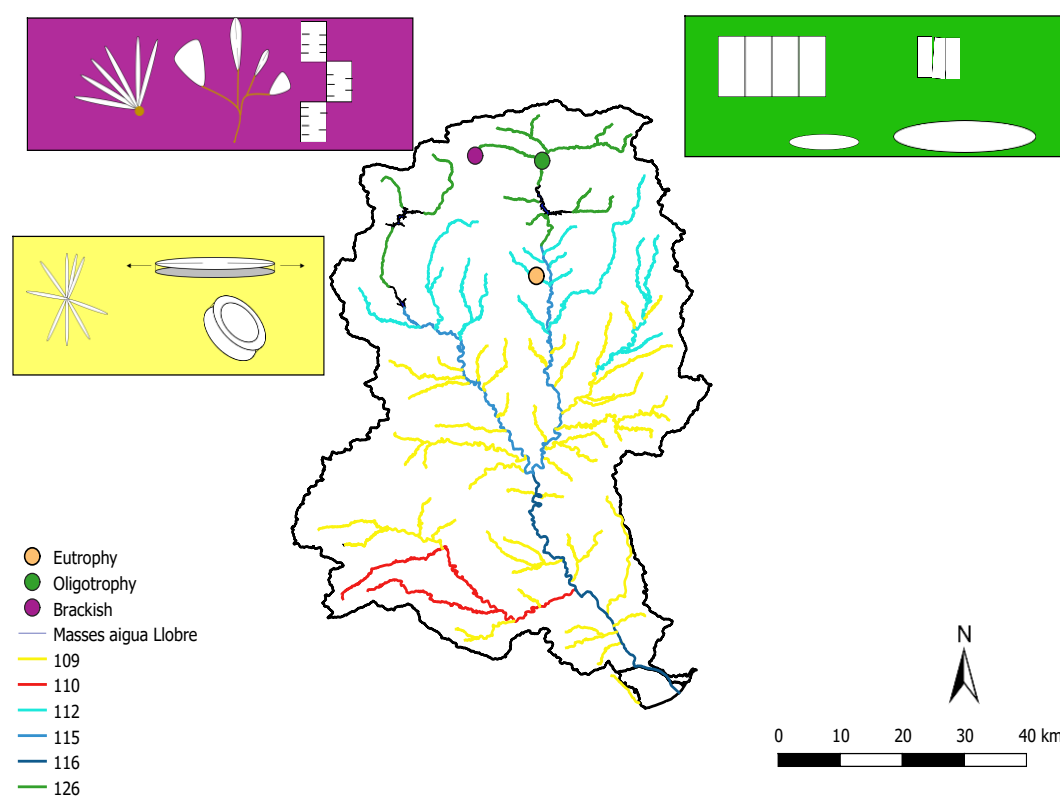 Eutrophy
Oligotrophy
Brackish
Masses aigua Llobre
109
110
112
115
116
126
N
0 10 20 30 40 km